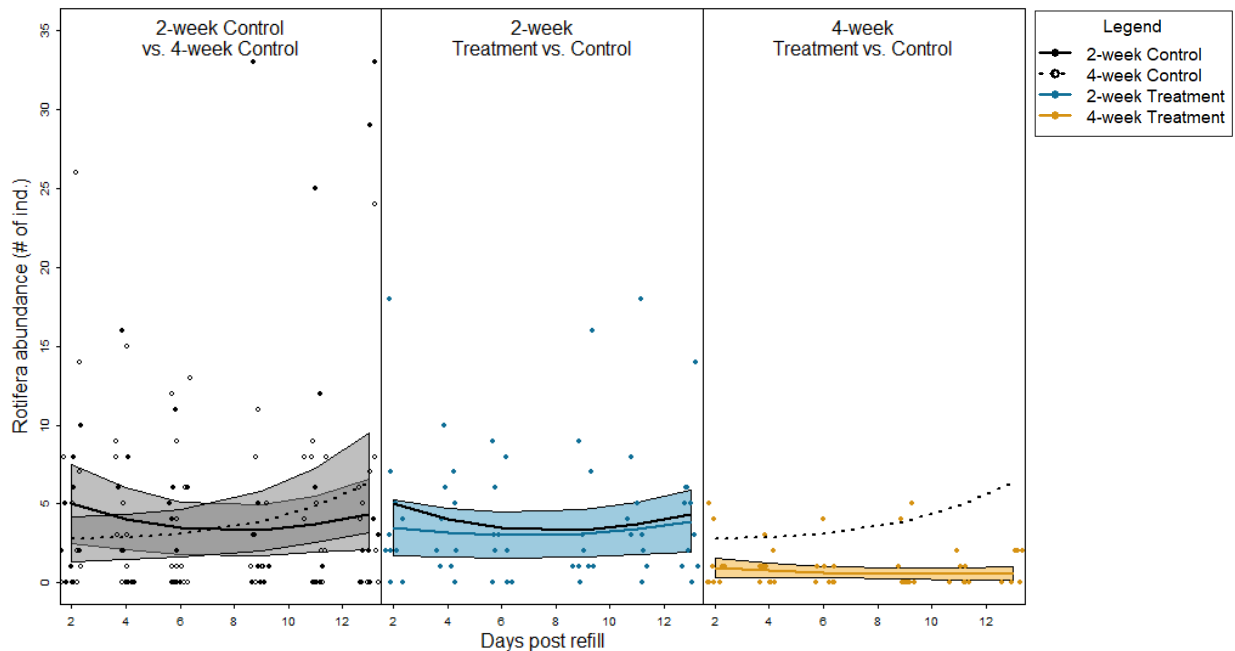 2-week Control
vs. 4-week Control
2-week
Treatment vs. Control
4-week
Treatment vs. Control
Legend
2-week Control
4-week Control
2-week Treatment
4-week Treatment
Rotifera abundance (# of ind.)
35
30
25
20
15
10
5
0
2 4 6 8 10 12
2 4 6 8 10 12
2 4 6 8 10 12
Days post refill